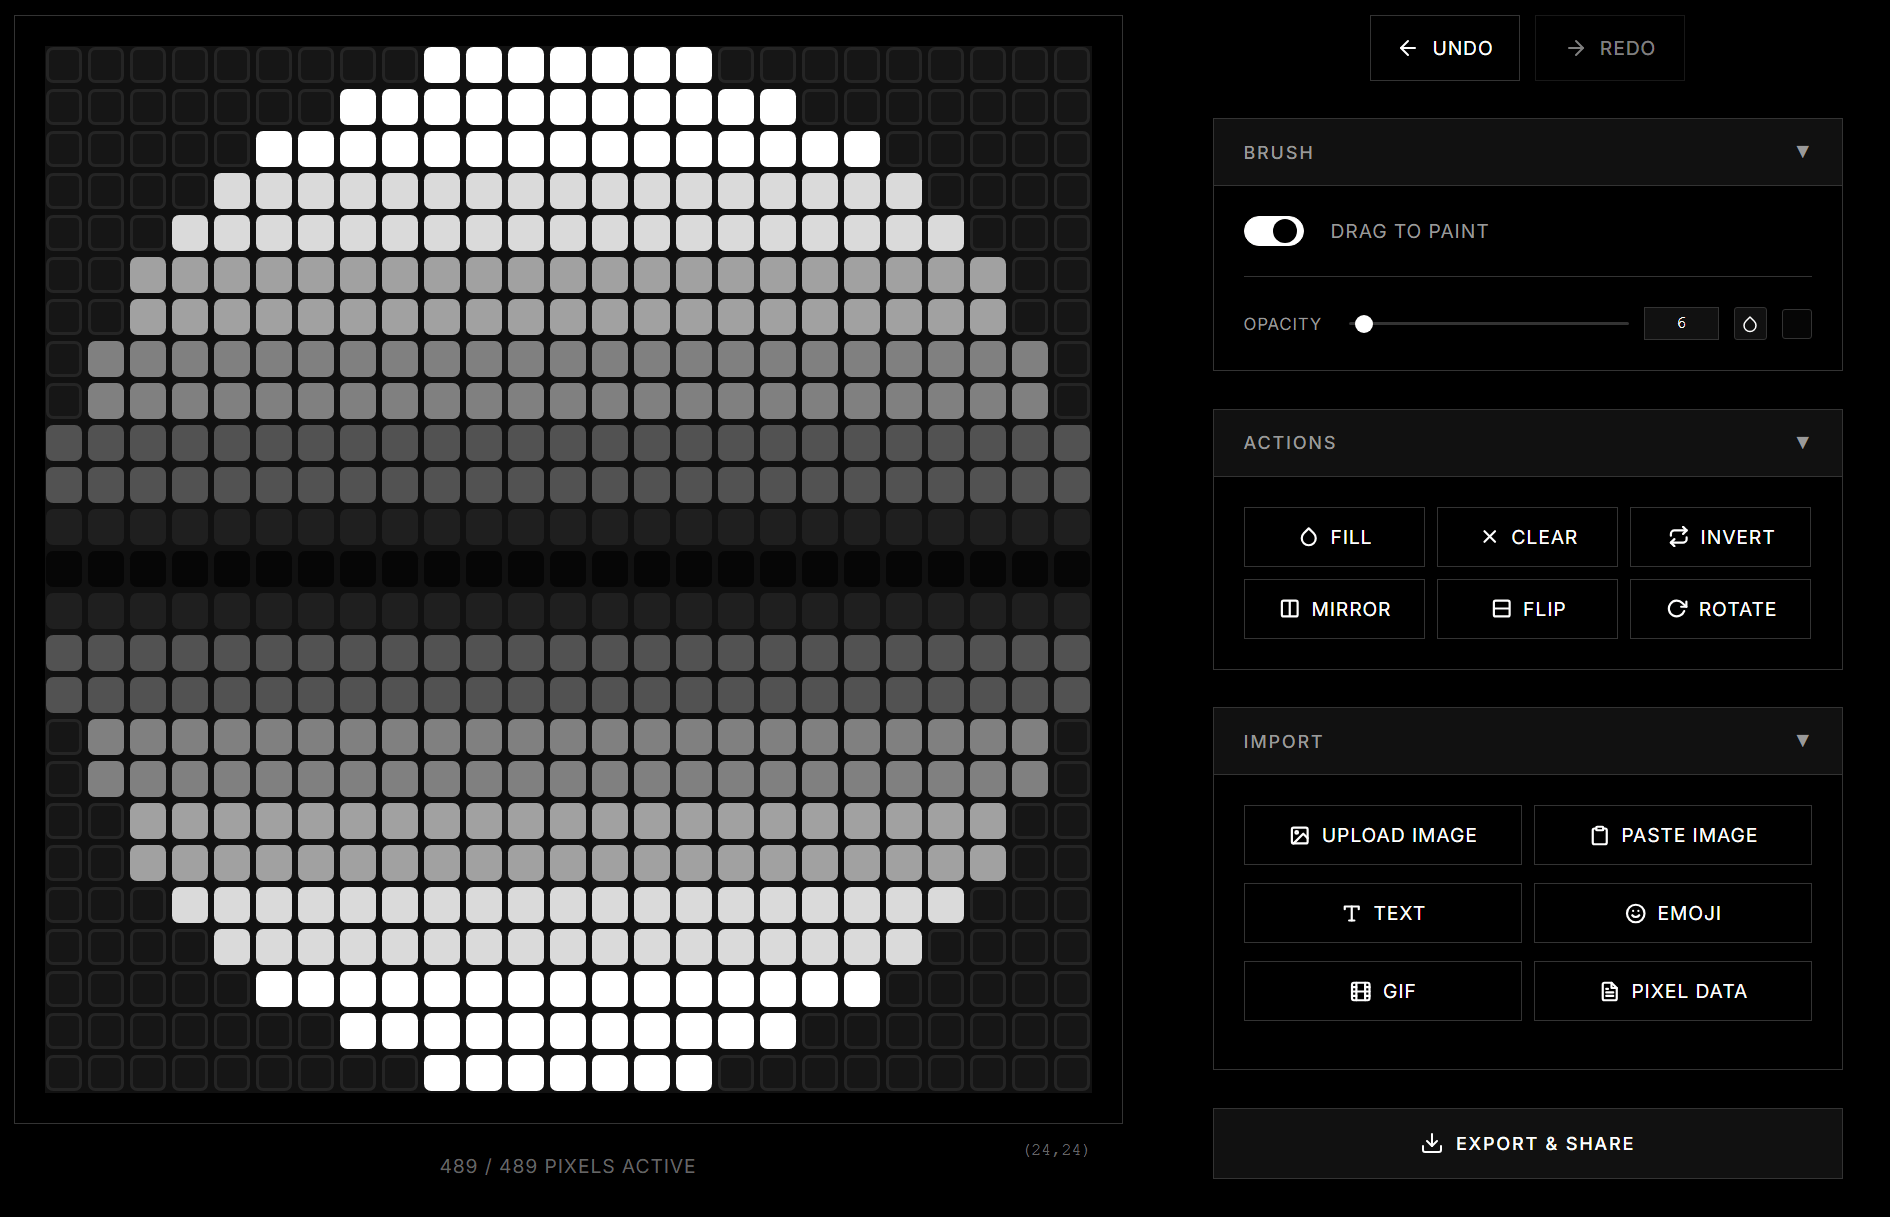 UNDO
REDO
BRUSH
DRAG TO PAINT
OPACITY
6
ACTIONS
FILL
CLEAR
INVERT
MIRROR
FLIP
ROTATE
IMPORT
UPLOAD IMAGE
PASTE IMAGE
TEXT
EMOJI
GIF
PIXEL DATA
EXPORT & SHARE
(24,24)
489 / 489 PIXELS ACTIVE